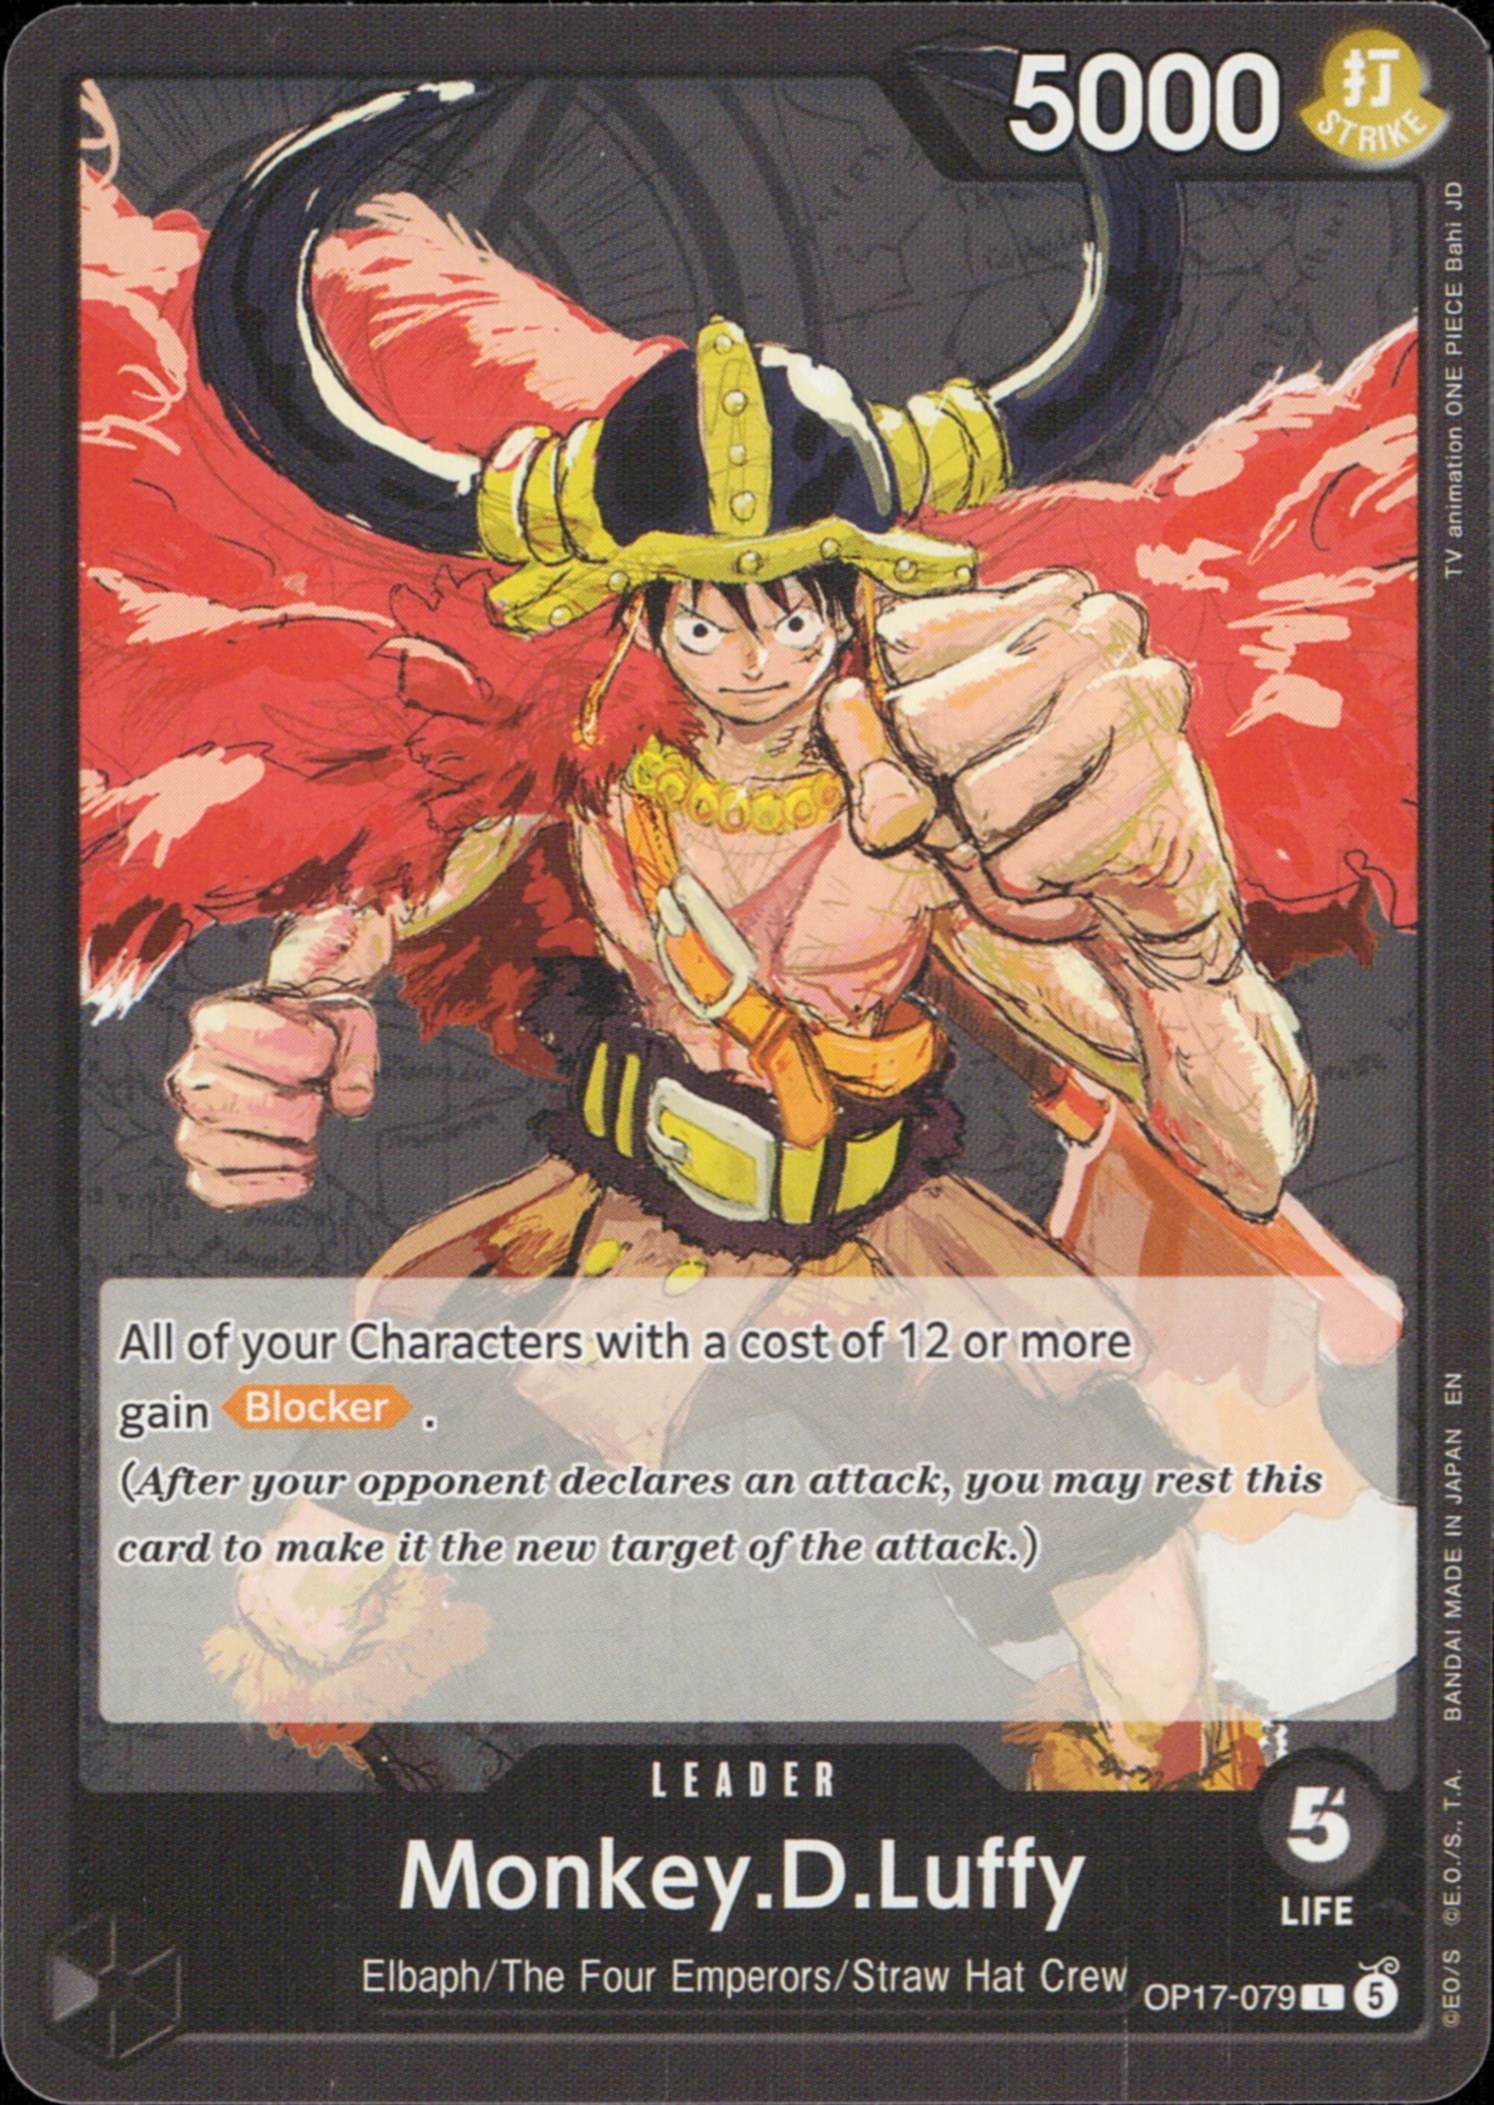 5000
打
STRIKE
TV animation ONE PIECE Bahi JD
All of your Characters with a cost of 12 or more
gain Blocker .
(After your opponent declares an attack, you may rest this
card to make it the new target of the attack.)
LEADER
Monkey.D.Luffy
5
LIFE
Elbaph/The Four Emperors/Straw Hat Crew
OP17-079 L 5
©EO/S ©E.O./S., T.A. BANDAI MADE IN JAPAN EN